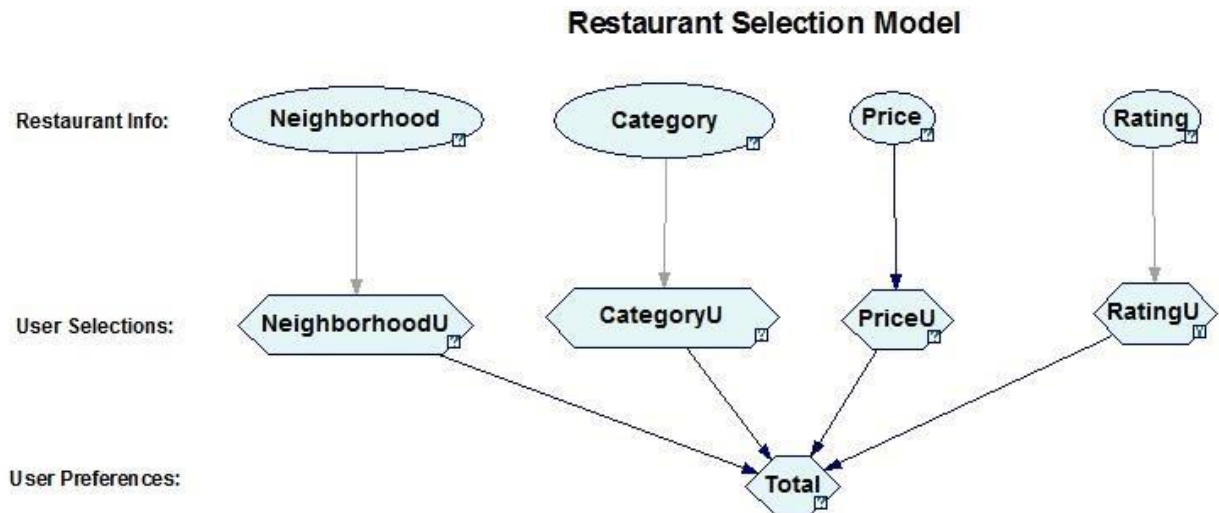 Restaurant Selection Model
Restaurant Info:
Neighborhood
Category
Price
Rating
User Selections:
NeighborhoodU
CategoryU
PriceU
RatingU
User Preferences:
Total